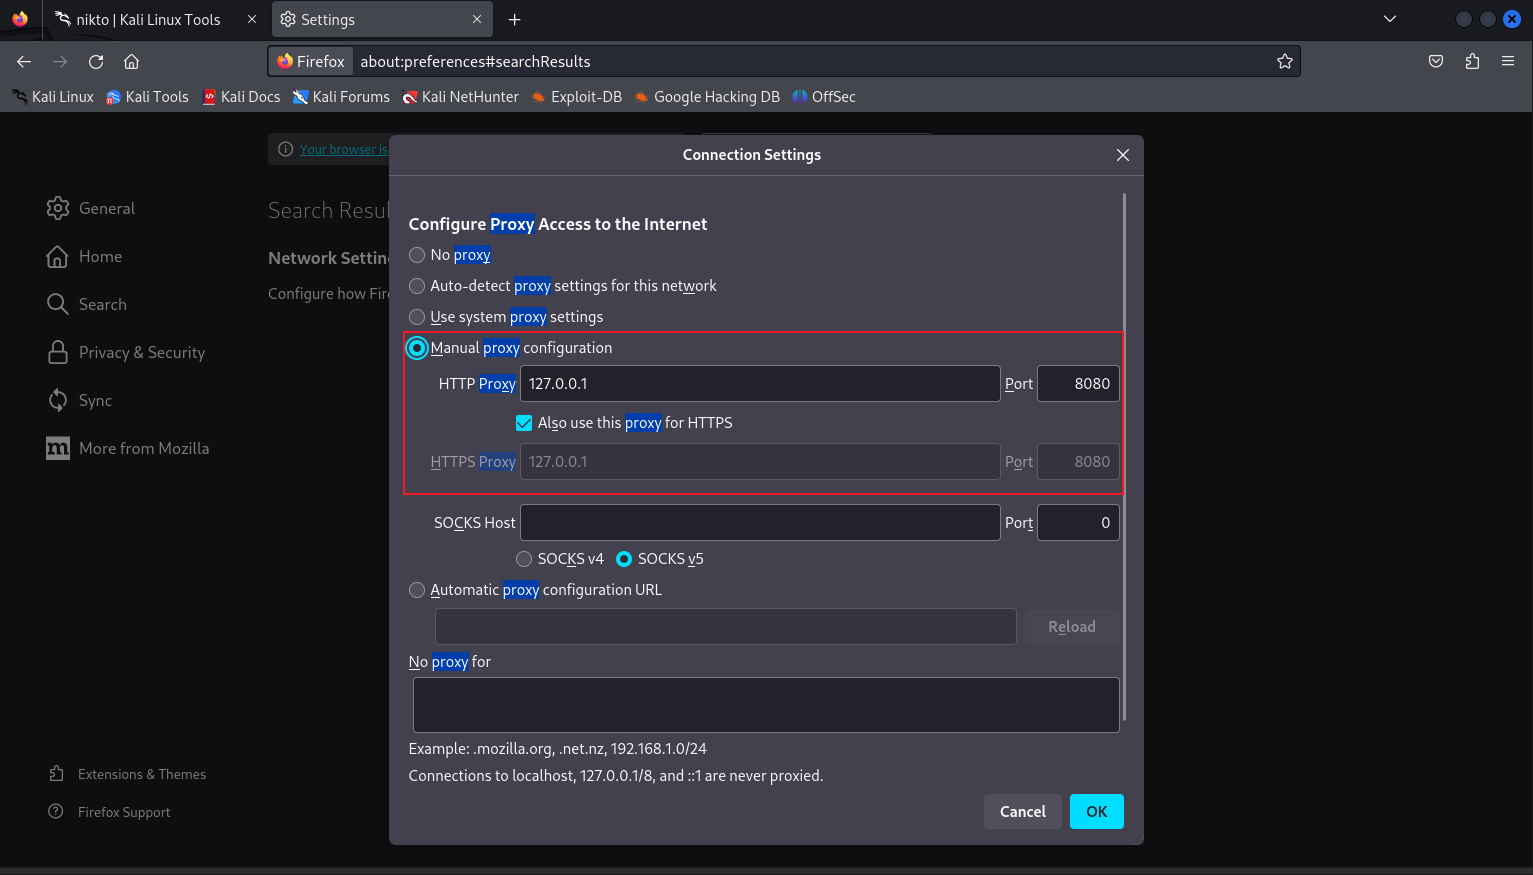 nikto | Kali Linux Tools
Settings
Firefox about:preferences#searchResults
Kali Linux Kali Tools Kali Docs Kali Forums Kali NetHunter Exploit-DB Google Hacking DB OffSec
Your browser is
Connection Settings
General
Home
Search
Privacy & Security
Sync
m More from Mozilla
Extensions & Themes
Firefox Support
Search Resul
Network Settin
Configure how Fire
Configure Proxy Access to the Internet
No proxy
Auto-detect proxy settings for this network
Use system proxy settings
Manual proxy configuration
HTTP Proxy 127.0.0.1 Port 8080
Also use this proxy for HTTPS
HTTPS Proxy 127.0.0.1 Port 8080
SOCKS Host Port 0
SOCKS v4 SOCKS v5
Automatic proxy configuration URL
Reload
No proxy for
Example: .mozilla.org, .net.nz, 192.168.1.0/24
Connections to localhost, 127.0.0.1/8, and ::1 are never proxied.
Cancel OK